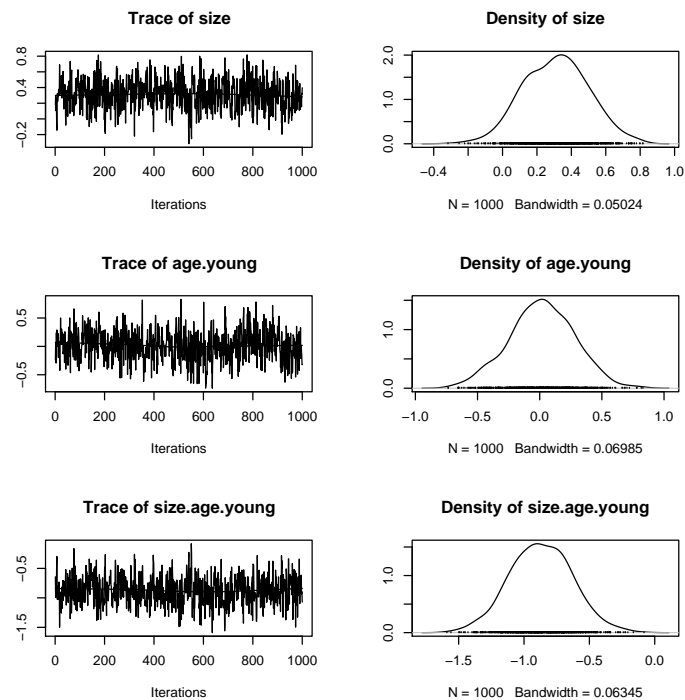 Trace of size
Density of size
0.8
0.4
−0.2
0 200 400 600 800 1000
Iterations
2.0
1.0
0.0
−0.4 0.0 0.2 0.4 0.6 0.8 1.0
N = 1000 Bandwidth = 0.05024
Trace of age.young
Density of age.young
0.5
−0.5
0 200 400 600 800 1000
Iterations
1.0
0.0
−1.0 −0.5 0.0 0.5 1.0
N = 1000 Bandwidth = 0.06985
Trace of size.age.young
Density of size.age.young
−0.5
−1.5
0 200 400 600 800 1000
Iterations
1.0
0.0
−1.5 −1.0 −0.5 0.0
N = 1000 Bandwidth = 0.06345